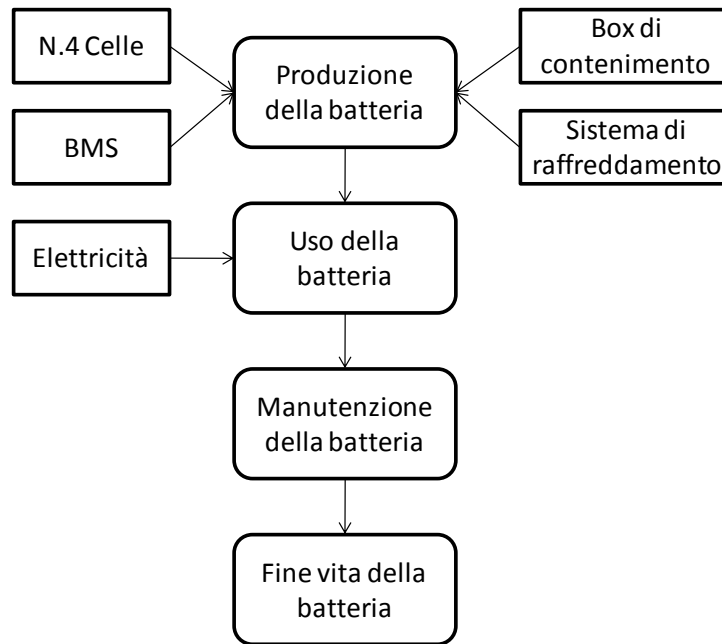 N.4 Celle
Produzione
della batteria
Box di
contenimento
BMS
Sistema di
raffreddamento
Elettricità
Uso della
batteria
Manutenzione
della batteria
Fine vita della
batteria